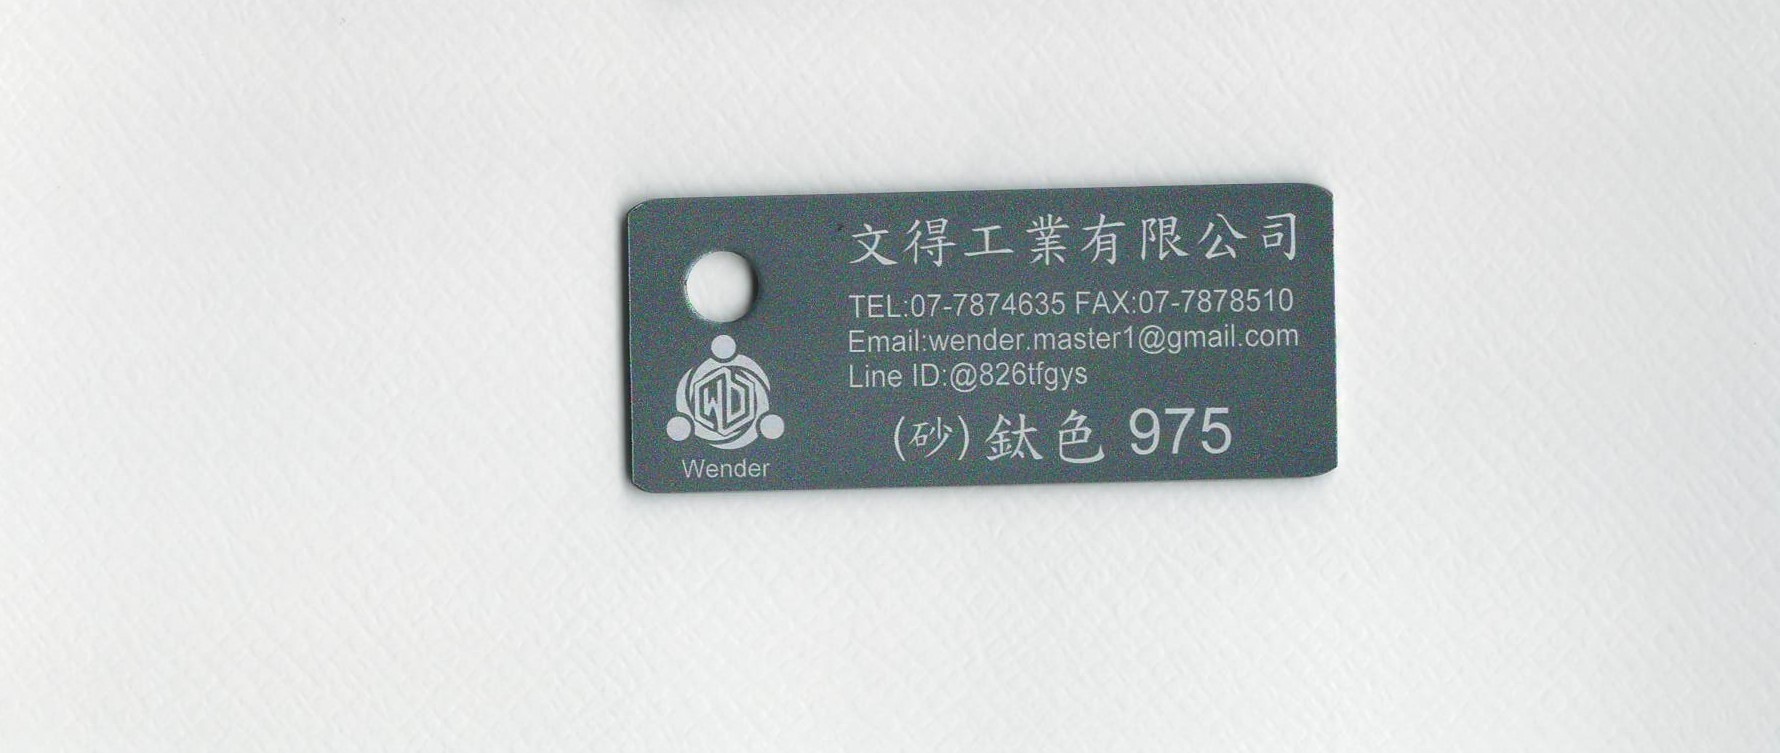 文得工業有限公司
TEL:07-7874635 FAX:07-7878510
Email:wender.master1@gmail.com
Line ID:@826tfgys
(砂)鈦色 975
WD
Wender